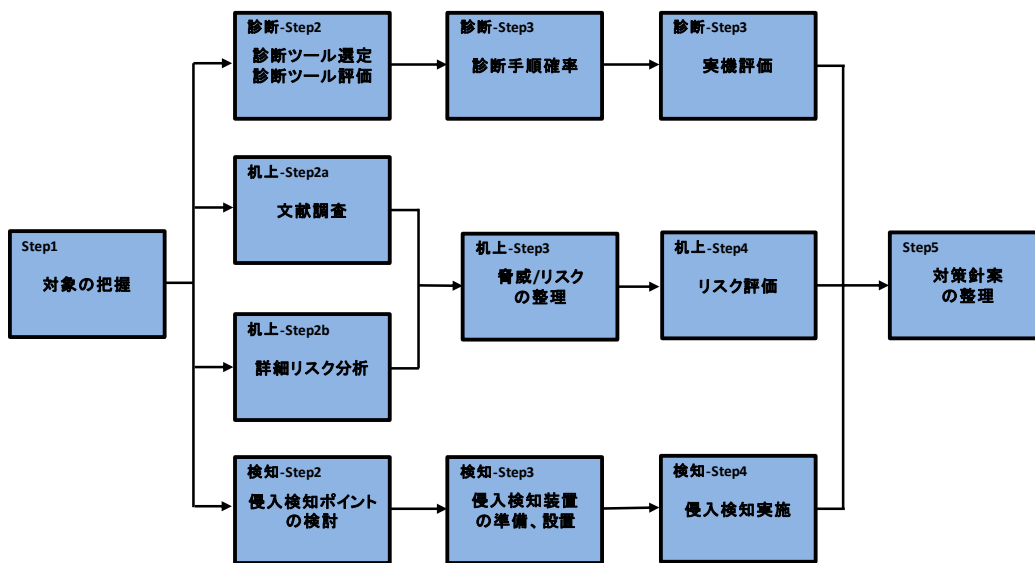 診断-Step2
診断ツール選定
診断ツール評価
診断-Step3
診断手順確率
診断-Step3
実機評価
机上-Step2a
文献調査
Step1
対象の把握
机上-Step3
脅威/リスク
の整理
机上-Step4
リスク評価
Step5
対策針案
の整理
机上-Step2b
詳細リスク分析
検知-Step2
侵入検知ポイント
の検討
検知-Step3
侵入検知装置
の準備、設置
検知-Step4
侵入検知実施